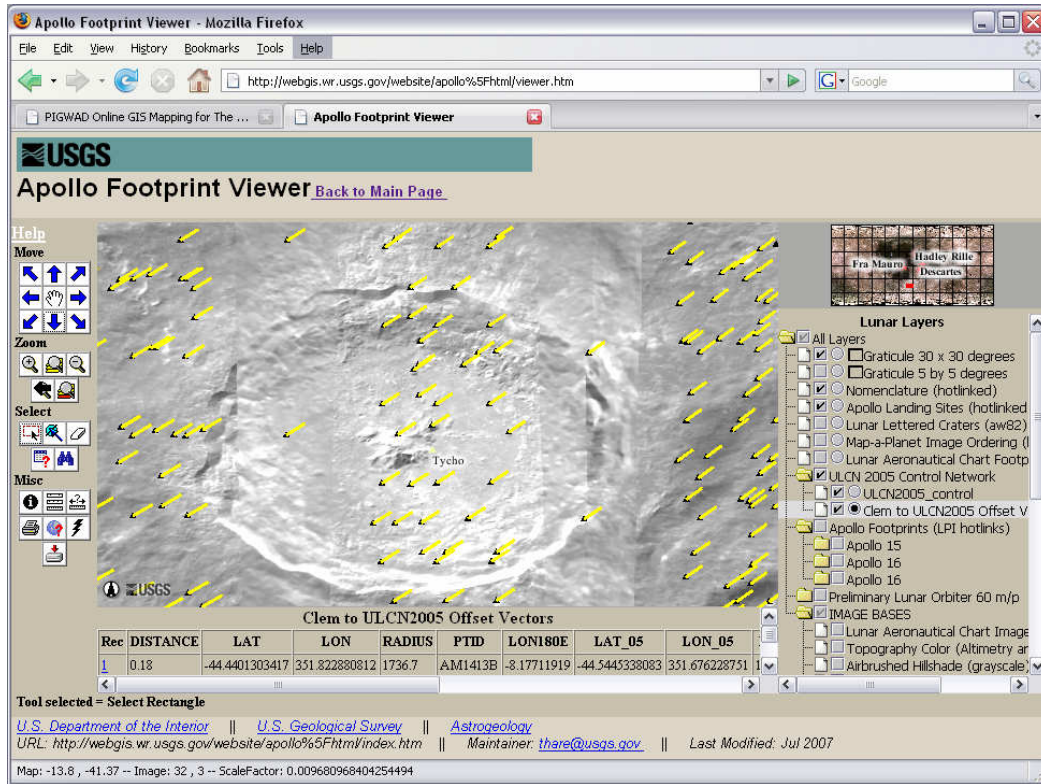 Apollo Footprint Viewer - Mozilla Firefox
File Edit View History Bookmarks Tools Help
http://webgis.wr.usgs.gov/website/apollo%5Fhtml/viewer.htm
G Google
PIGWAD Online GIS Mapping for The ... Apollo Footprint Viewer
USGS
Apollo Footprint Viewer Back to Main Page
Help
Move
Zoom
Select
Misc
Tycho
USGS
Fra Mauro
Hadley Rille
Descartes
Lunar Layers
All Layers
Graticule 30 x 30 degrees
Graticule 5 by 5 degrees
Nomenclature (hotlinked)
Apollo Landing Sites (hotlinked
Lunar Lettered Craters (aw82)
Map-a-Planet Image Ordering (
Lunar Aeronautical Chart Footp
ULCN 2005 Control Network
ULCN2005_control
Clem to ULCN2005 Offset V
Apollo Footprints (LPI hotlinks)
Apollo 15
Apollo 16
Apollo 16
Preliminary Lunar Orbiter 60 m/p
IMAGE BASES
Lunar Aeronautical Chart Image
Topography Color (Altimetry ar
Airbrushed Hillshade (grayscale)
Clem to ULCN2005 Offset Vectors
Rec DISTANCE LAT LON RADIUS PTID LON180E LAT_05 LON_05
1 0.18 -44.4401303417 351.822880812 1736.7 AM1413B -8.17711919 -44.5445338083 351.676228751 1
Tool selected = Select Rectangle
U.S. Department of the Interior || U.S. Geological Survey || Astrogeology
URL: http://webgis.wr.usgs.gov/website/apollo%5Fhtml/index.htm || Maintainer: thare@usgs.gov || Last Modified: Jul 2007
Map: -13.8 , -41.37 -- Image: 32 , 3 -- ScaleFactor: 0.009680968404254494